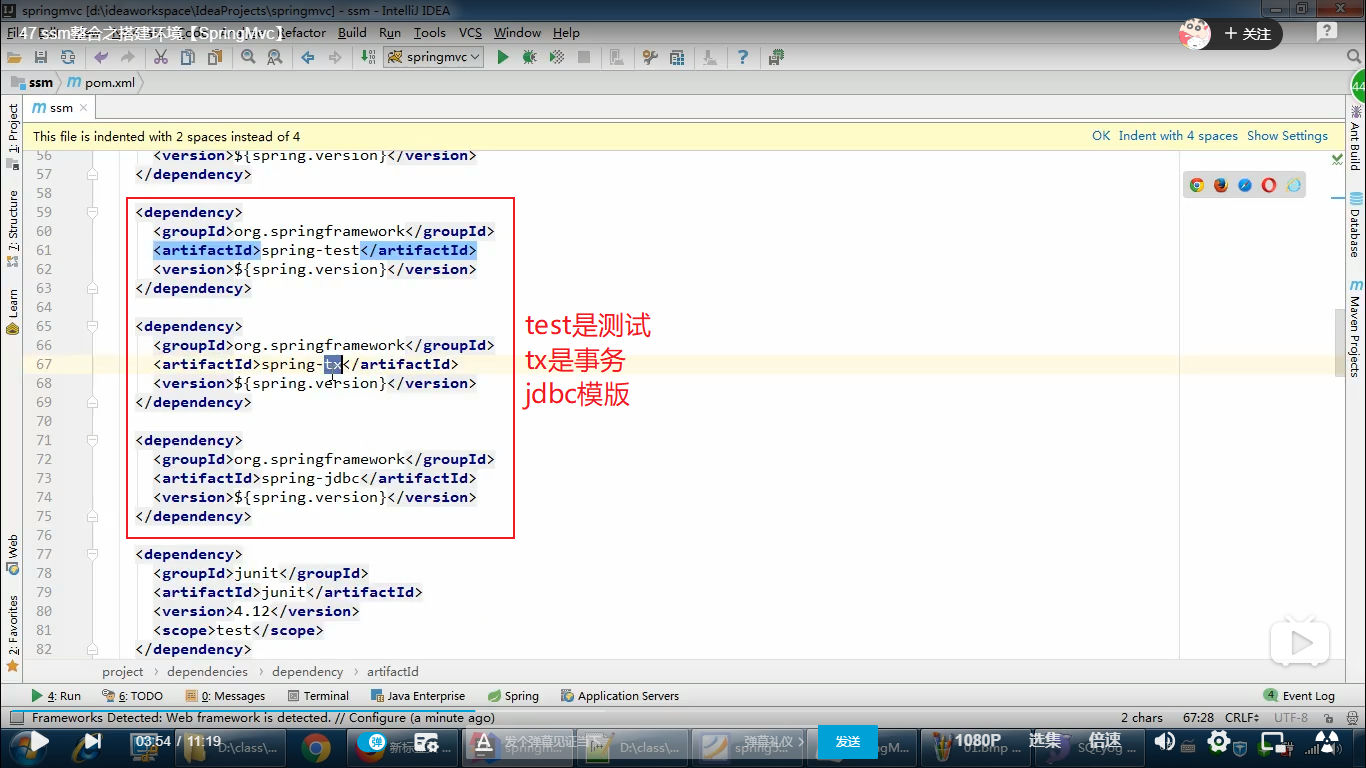 springmvc [d:\ideaworkspace\IdeaProjects\springmvc] - ssm - IntelliJ IDEA
47 ssm整合之搭建环境【SpringMvc】
Refactor Build Run Tools VCS Window Help
+ 关注
springmvc
ssm pom.xml
ssm
44
This file is indented with 2 spaces instead of 4
OK Indent with 4 spaces Show Settings
1: Project
7: Structure
Learn
Web
2: Favorites
Ant Build
Database
Maven Projects
56 <version>${spring.version}</version>
57 </dependency>
58
59 <dependency>
60 <groupId>org.springframework</groupId>
61 <artifactId>spring-test</artifactId>
62 <version>${spring.version}</version>
63 </dependency>
64
65 <dependency>
66 <groupId>org.springframework</groupId>
67 <artifactId>spring-tx</artifactId>
68 <version>${spring.version}</version>
69 </dependency>
70
71 <dependency>
72 <groupId>org.springframework</groupId>
73 <artifactId>spring-jdbc</artifactId>
74 <version>${spring.version}</version>
75 </dependency>
76
77 <dependency>
78 <groupId>junit</groupId>
79 <artifactId>junit</artifactId>
80 <version>4.12</version>
81 <scope>test</scope>
82 </dependency>
test是测试
tx是事务
jdbc模版
project dependencies dependency artifactId
4: Run 6: TODO 0: Messages Terminal Java Enterprise Spring Application Servers
4 Event Log
Frameworks Detected: Web framework is detected. // Configure (a minute ago)
2 chars 67:28 CRLF UTF-8
03:54 / 11:19
D:\class\...
弹
新标
发个弹幕见证当下
D:\class\...
spring
弹幕礼仪
发送
01.bmp
1080P 选集 倍速